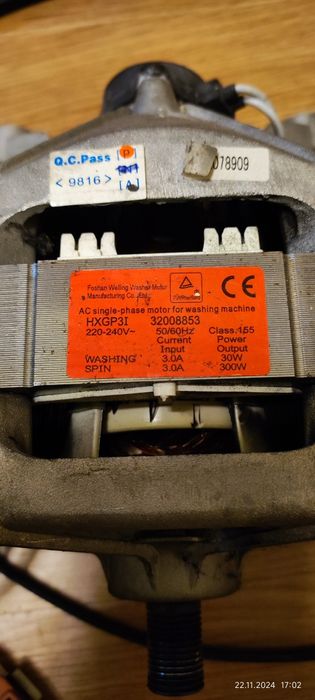 Q.C.Pass
< 9816 > [A]
078909
Foshan Welling Washer Motor
Manufacturing Co.,Ltd.
CE
AC single-phase motor for washing machine
HXGP3I 32008853
220-240V~ 50/60Hz Class.155
Current Power
Input Output
WASHING 3.0A 30W
SPIN 3.0A 300W
22.11.2024 17:02